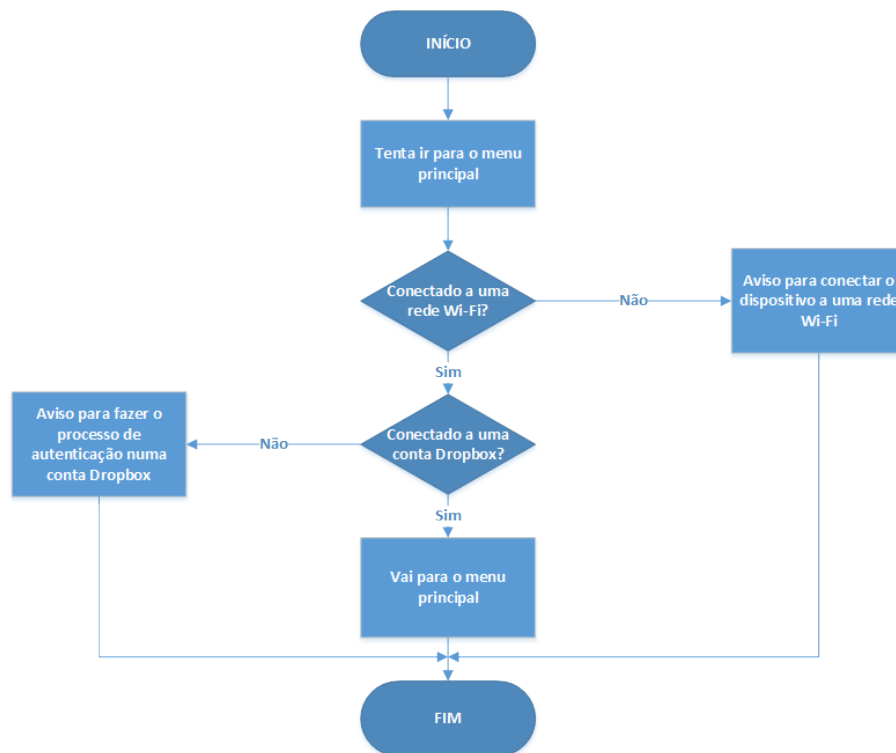 INÍCIO
Tenta ir para o menu
principal
Conectado a uma
rede Wi-Fi?
Não
Aviso para conectar o
dispositivo a uma rede
Wi-Fi
Sim
Aviso para fazer o
processo de
autenticação numa
conta Dropbox
Não
Conectado a uma
conta Dropbox?
Sim
Vai para o menu
principal
FIM